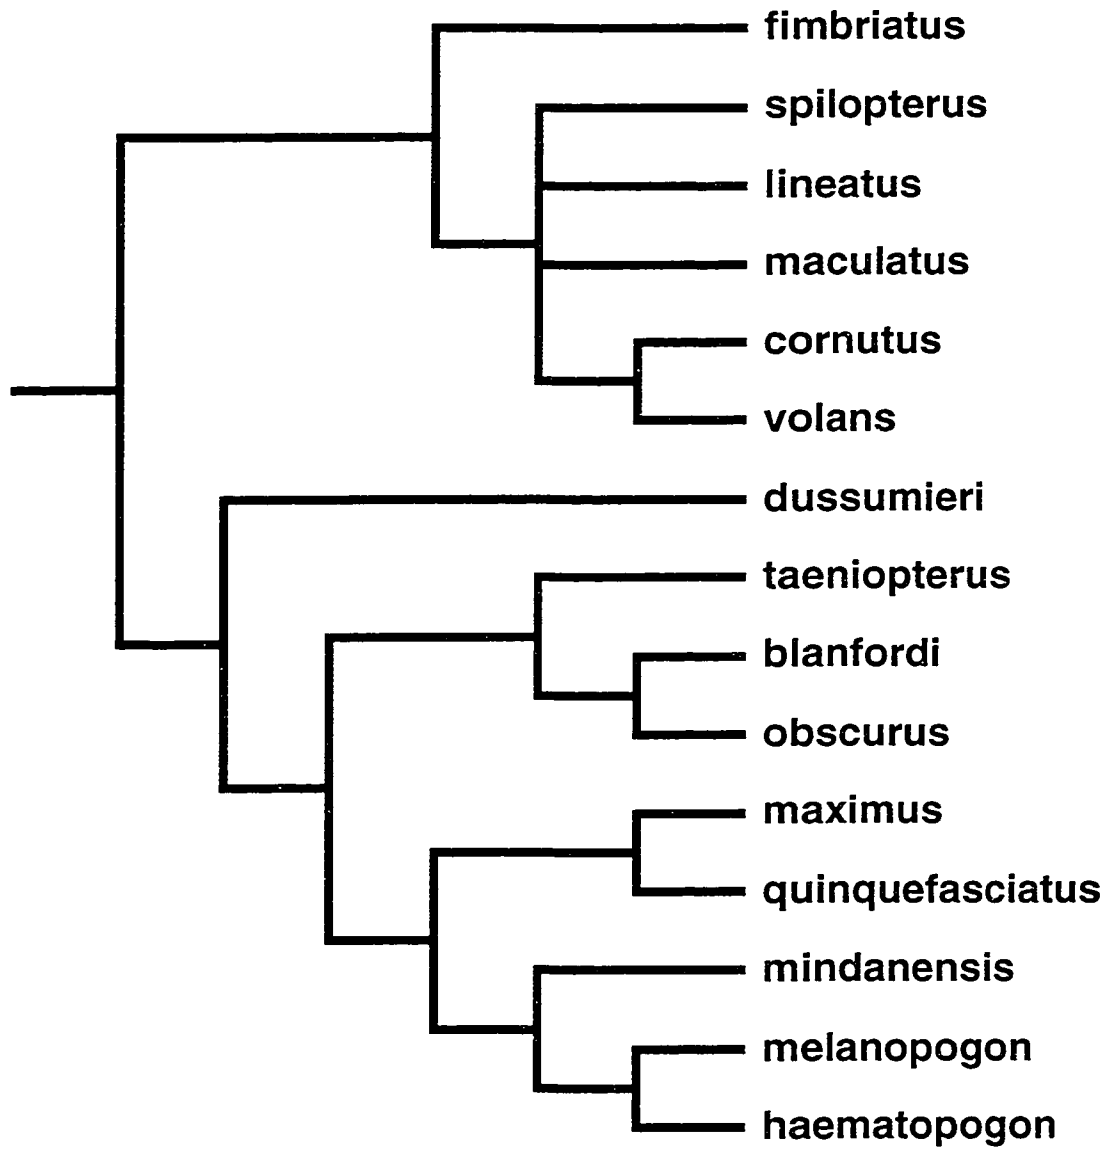 fimbriatus
spilopterus
lineatus
maculatus
cornutus
volans
dussumieri
taeniopterus
blanfordi
obscurus
maximus
quinquefasciatus
mindanensis
melanopogon
haematopogon